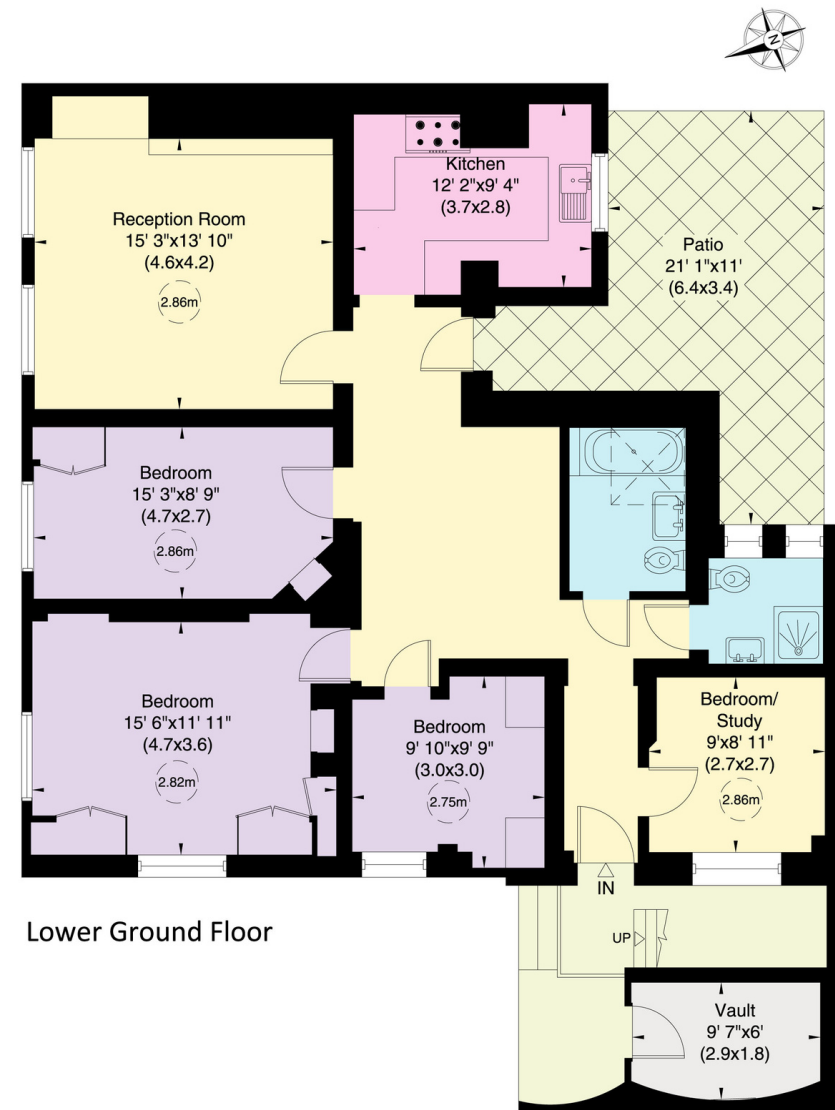 N
Kitchen
12' 2"x9' 4"
(3.7x2.8)
Reception Room
15' 3"x13' 10"
(4.6x4.2)
2.86m
Patio
21' 1"x11'
(6.4x3.4)
Bedroom
15' 3"x8' 9"
(4.7x2.7)
2.86m
Bedroom
15' 6"x11' 11"
(4.7x3.6)
2.82m
Bedroom
9' 10"x9' 9"
(3.0x3.0)
2.75m
Bedroom/
Study
9'x8' 11"
(2.7x2.7)
2.86m
IN
Lower Ground Floor
UP
Vault
9' 7"x6'
(2.9x1.8)